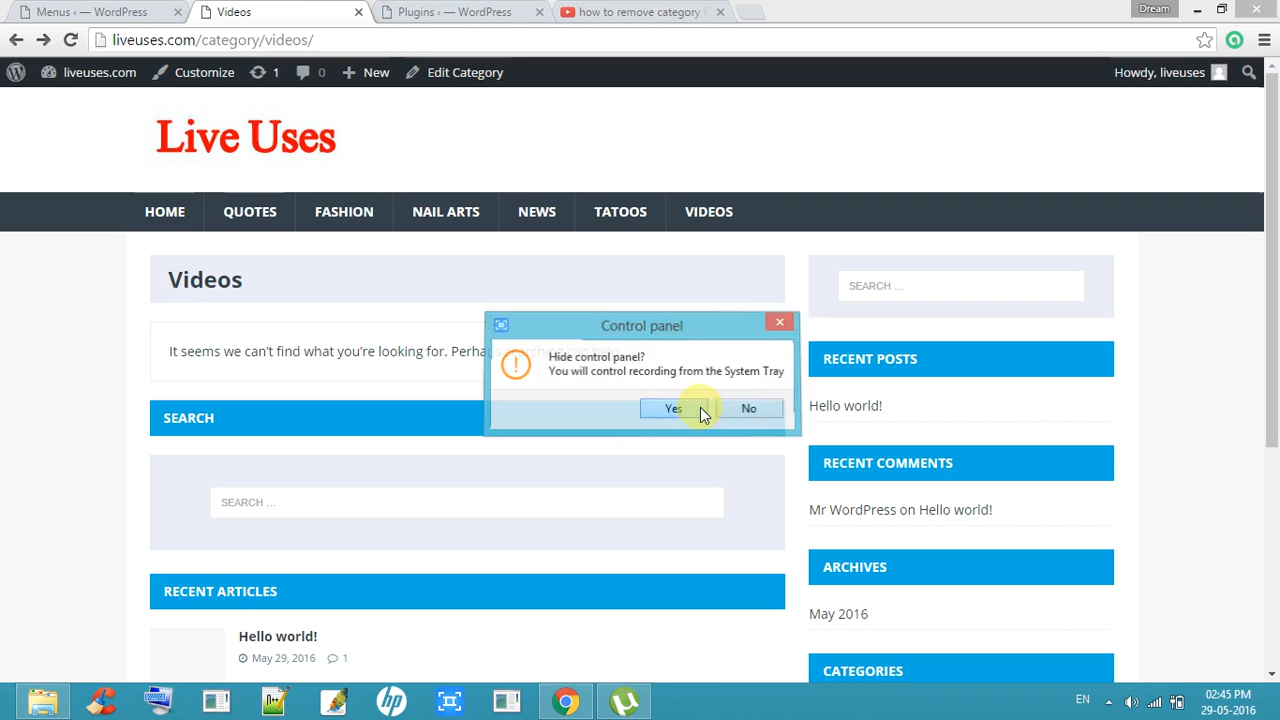 Menus ‹ — WordPress
Videos
Plugins ‹ — WordPress
how to remove category f
Dream
liveuses.com/category/videos/
liveuses.com
Customize
1
0
New
Edit Category
Howdy, liveuses
Live Uses
HOME
QUOTES
FASHION
NAIL ARTS
NEWS
TATOOS
VIDEOS
Videos
SEARCH …
It seems we can't find what you're looking for. Perhaps searching can help.
Control panel
Hide control panel?
You will control recording from the System Tray
Yes
No
RECENT POSTS
Hello world!
SEARCH
SEARCH …
RECENT COMMENTS
Mr WordPress on Hello world!
ARCHIVES
May 2016
RECENT ARTICLES
Hello world!
May 29, 2016
1
CATEGORIES
EN
02:45 PM
29-05-2016